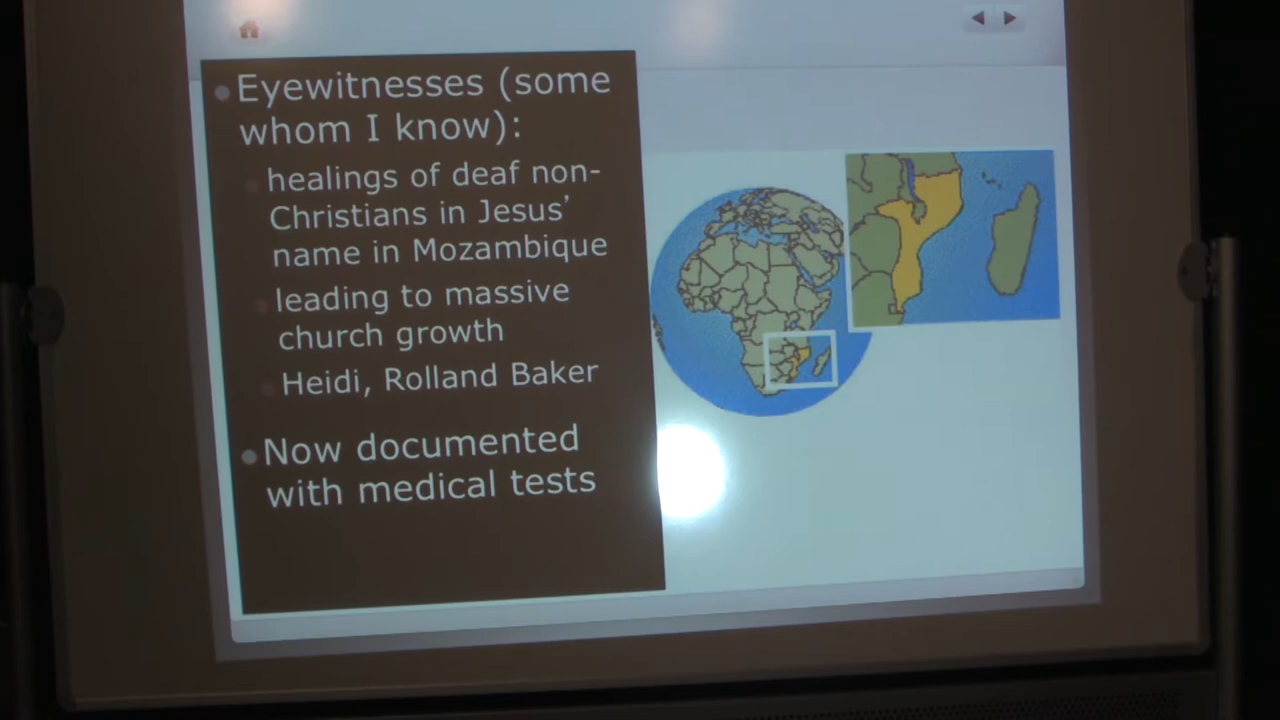 Eyewitnesses (some
whom I know):
healings of deaf non-
Christians in Jesus’
name in Mozambique
leading to massive
church growth
Heidi, Rolland Baker
Now documented
with medical tests